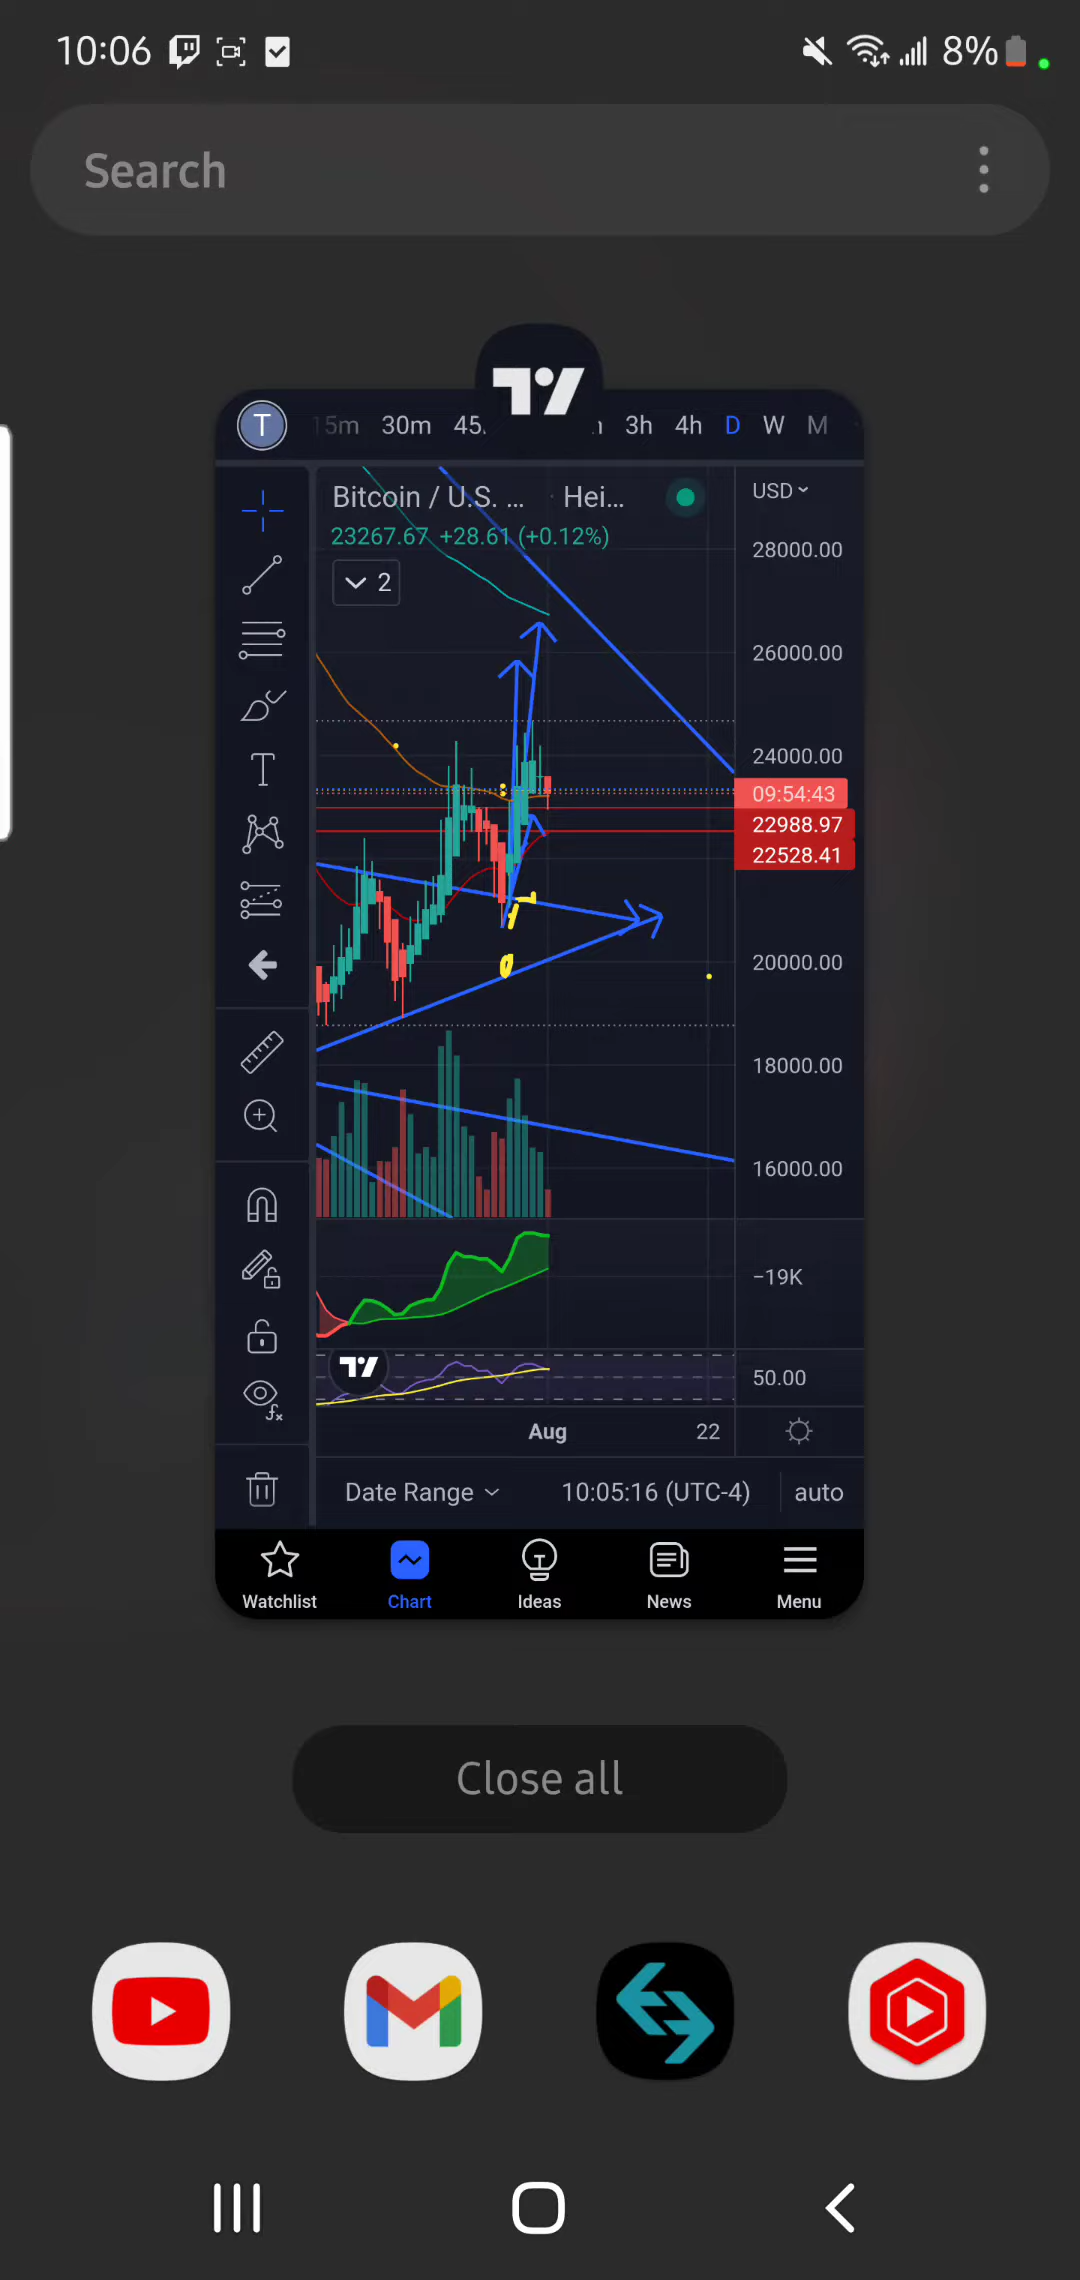 10:06 8%
Search
T 15m 30m 45. 3h 4h D W M
Bitcoin / U.S. ... · Hei... USD
23267.67 +28.61 (+0.12%)
2
28000.00
26000.00
24000.00
09:54:43
22988.97
22528.41
20000.00
18000.00
16000.00
−19K
50.00
Aug 22
Date Range 10:05:16 (UTC-4) auto
Watchlist Chart Ideas News Menu
Close all